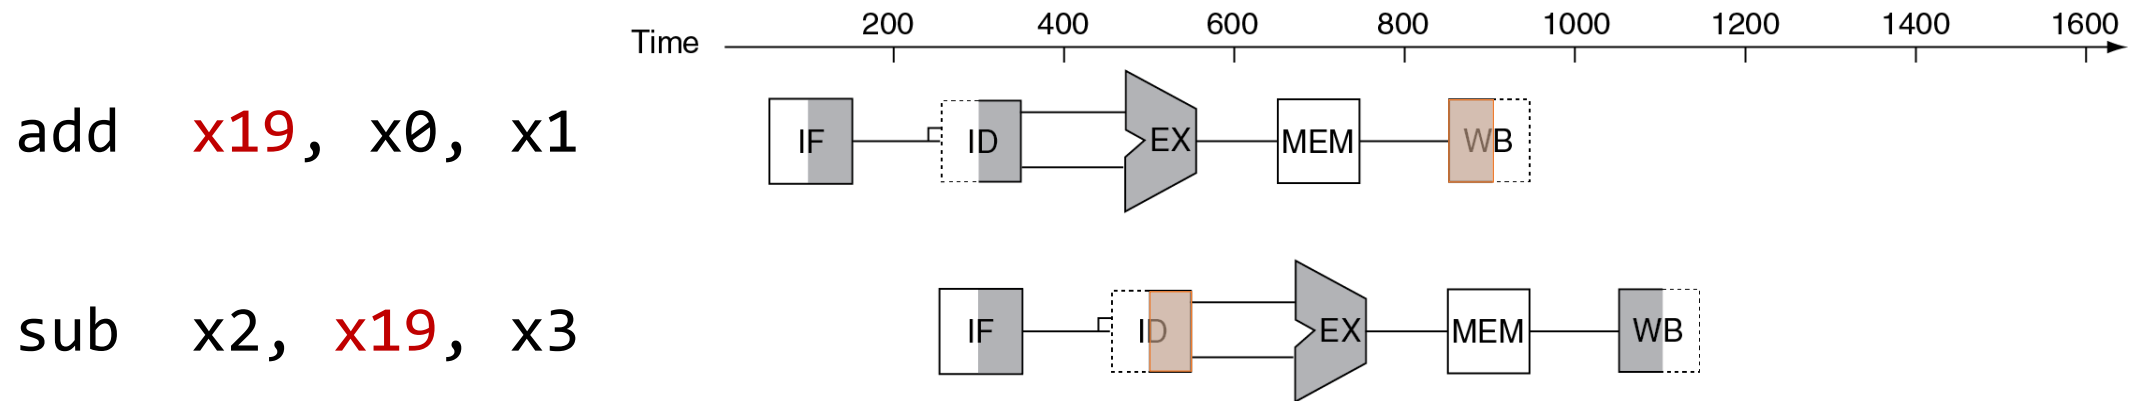 Time 200 400 600 800 1000 1200 1400 1600
add x19, x0, x1 IF ID EX MEM WB
sub x2, x19, x3 IF ID EX MEM WB